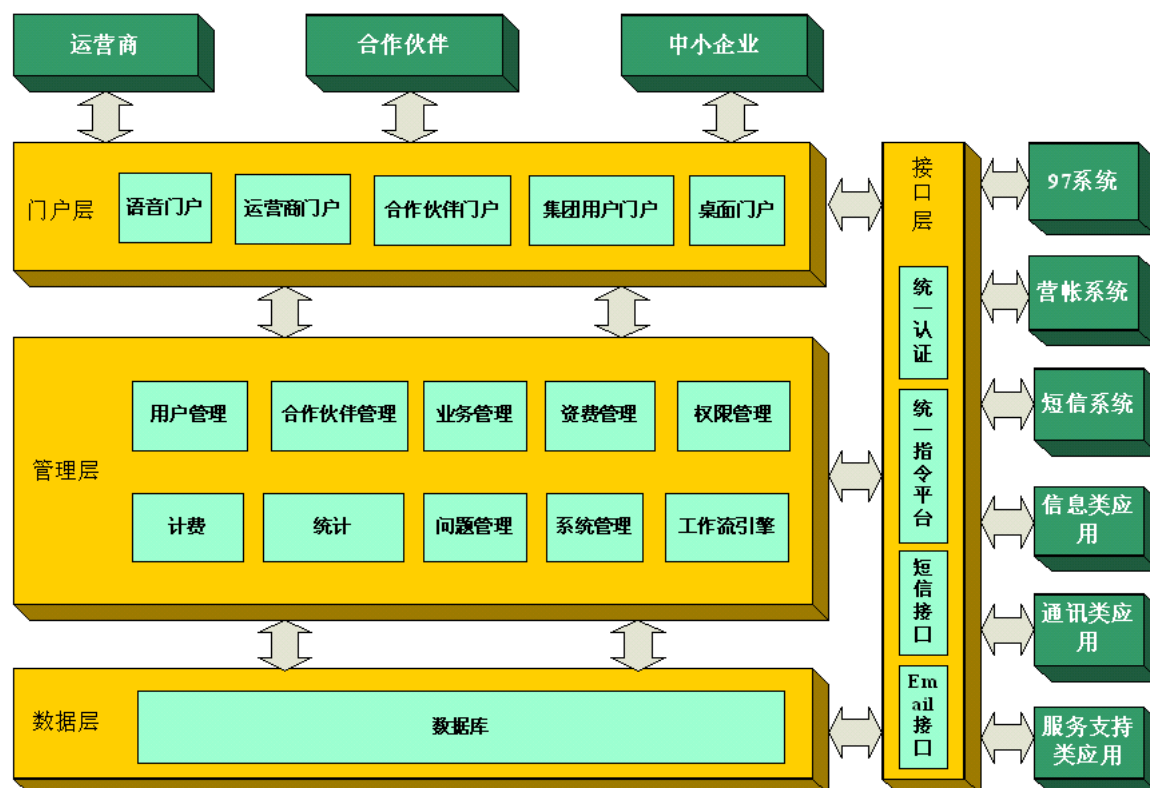 运营商
合作伙伴
中小企业
门户层
语音门户
运营商门户
合作伙伴门户
集团用户门户
桌面门户
管理层
用户管理
合作伙伴管理
业务管理
资费管理
权限管理
计费
统计
问题管理
系统管理
工作流引擎
数据层
数据库
接
口
层
统
一
认
证
统
一
指
令
平
台
短
信
接
口
Em
ail
接
口
97系统
营帐系统
短信系统
信息类应
用
通讯类应
用
服务支持
类应用